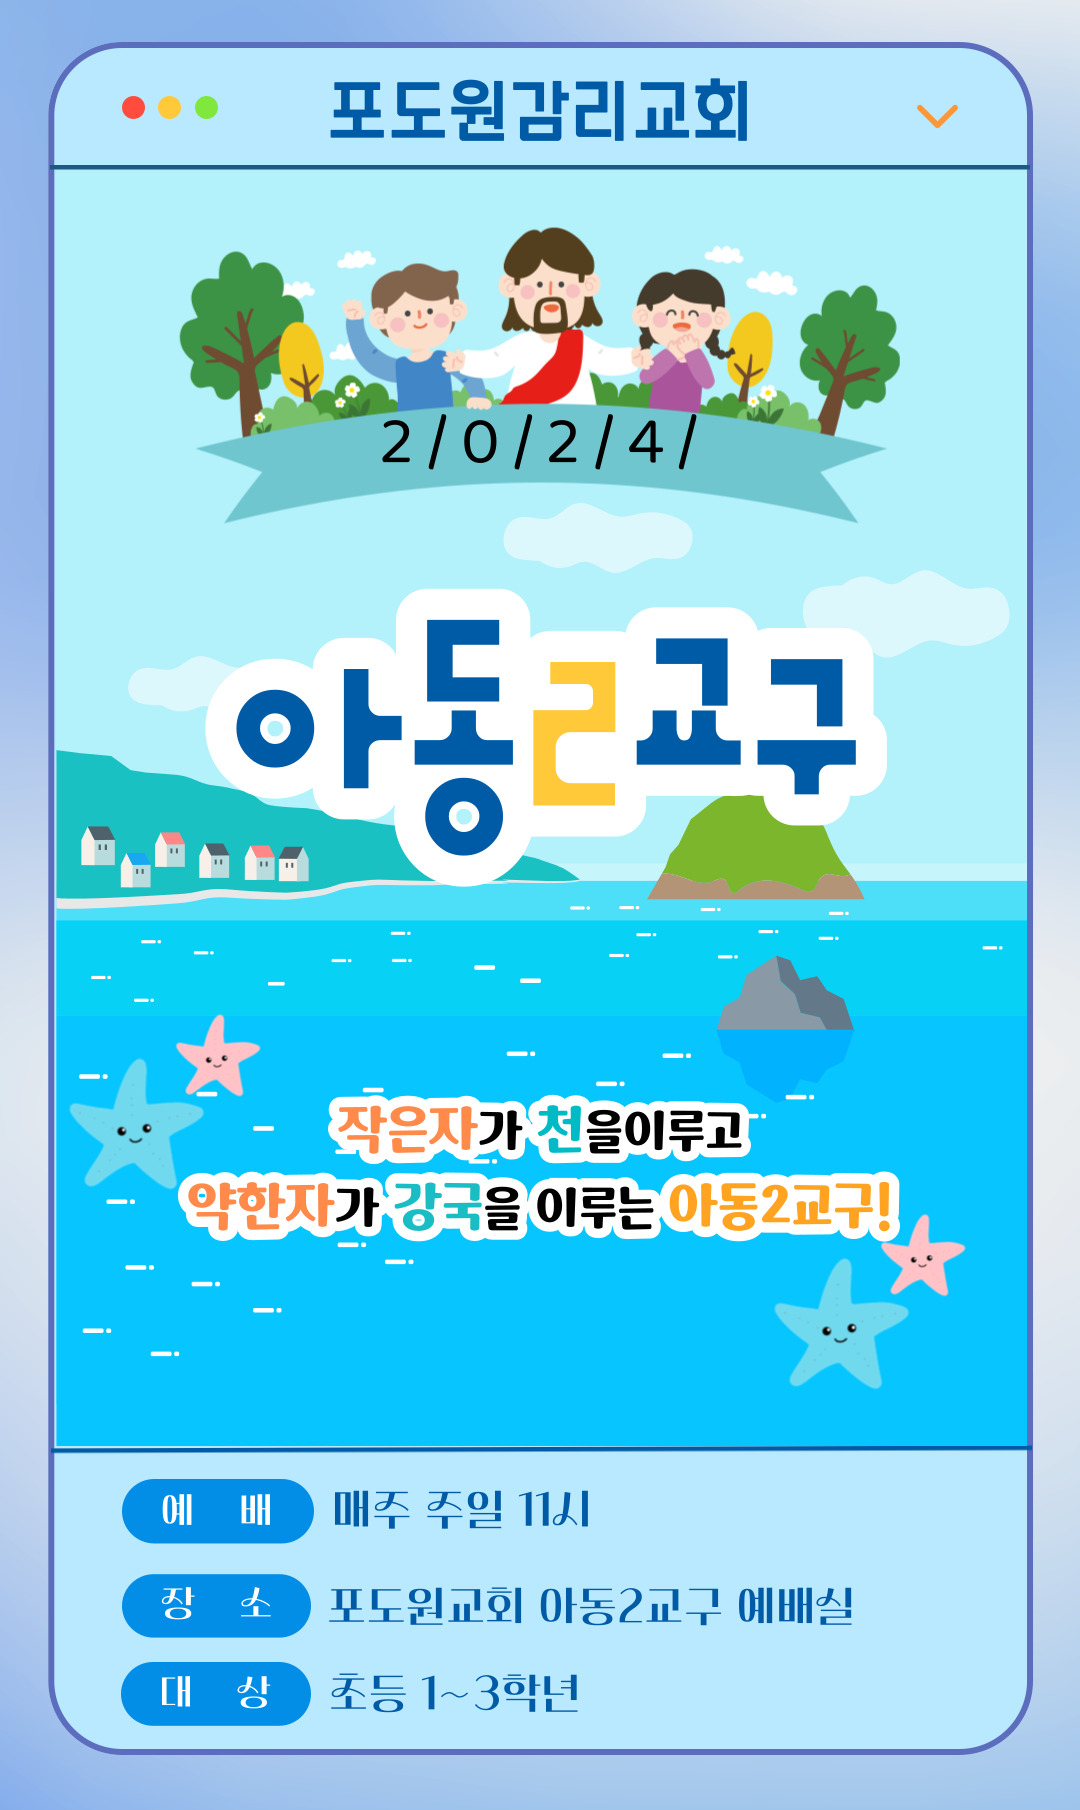 포도원감리교회
2/0/2/4/
아동2교구
작은자가 천을이루고
약한자가 강국을 이루는 아동2교구!
예 배 매주 주일 11시
장 소 포도원교회 아동2교구 예배실
대 상 초등 1~3학년